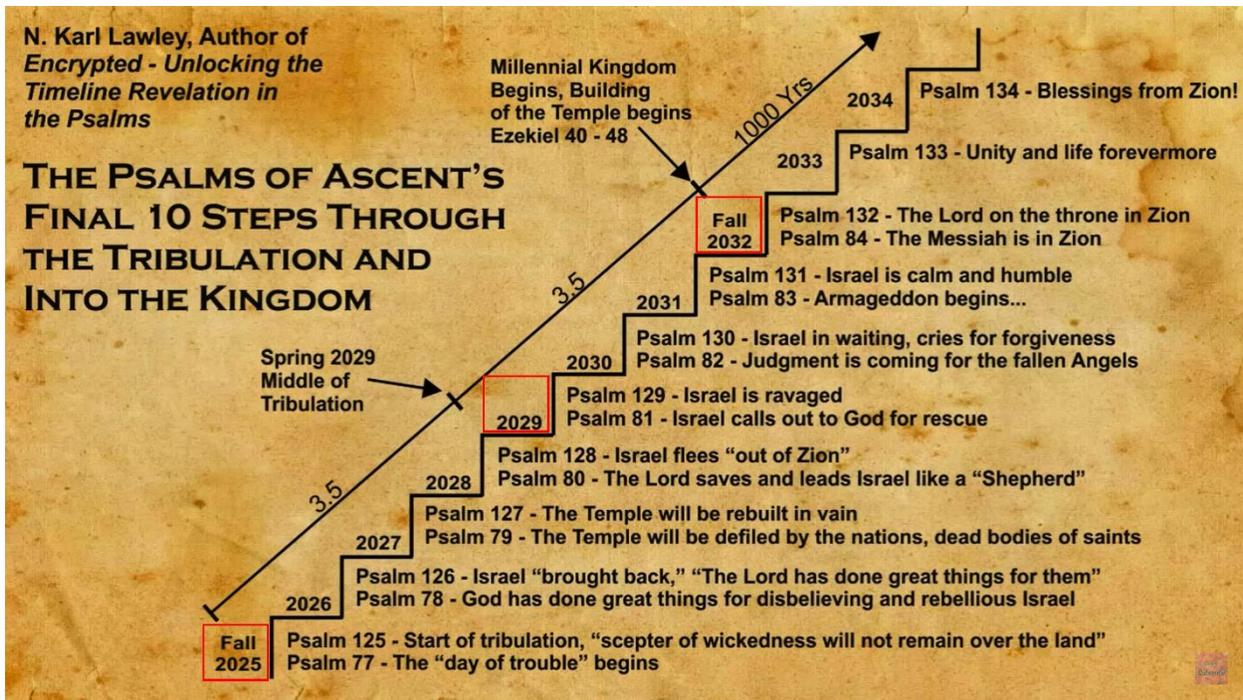 N. Karl Lawley, Author of
Encrypted - Unlocking the
Timeline Revelation in
the Psalms
THE PSALMS OF ASCENT'S
FINAL 10 STEPS THROUGH
THE TRIBULATION AND
INTO THE KINGDOM
Millennial Kingdom
Begins, Building
of the Temple begins
Ezekiel 40 - 48
1000 Yrs
3.5
Spring 2029
Middle of
Tribulation
3.5
2034
Psalm 134 - Blessings from Zion!
2033
Psalm 133 - Unity and life forevermore
Fall
2032
Psalm 132 - The Lord on the throne in Zion
Psalm 84 - The Messiah is in Zion
2031
Psalm 131 - Israel is calm and humble
Psalm 83 - Armageddon begins...
2030
Psalm 130 - Israel in waiting, cries for forgiveness
Psalm 82 - Judgment is coming for the fallen Angels
2029
Psalm 129 - Israel is ravaged
Psalm 81 - Israel calls out to God for rescue
2028
Psalm 128 - Israel flees “out of Zion”
Psalm 80 - The Lord saves and leads Israel like a “Shepherd”
2027
Psalm 127 - The Temple will be rebuilt in vain
Psalm 79 - The Temple will be defiled by the nations, dead bodies of saints
2026
Psalm 126 - Israel “brought back,” “The Lord has done great things for them”
Psalm 78 - God has done great things for disbelieving and rebellious Israel
Fall
2025
Psalm 125 - Start of tribulation, “scepter of wickedness will not remain over the land”
Psalm 77 - The “day of trouble” begins